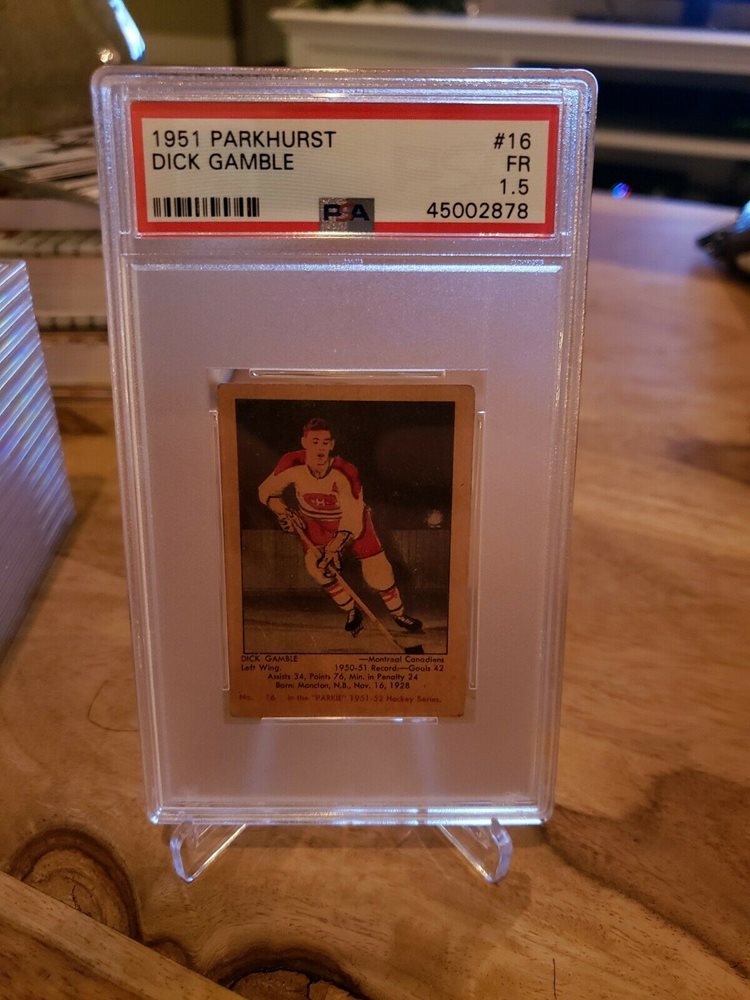 1951 PARKHURST #16
DICK GAMBLE FR
1.5
PSA 45002878
DICK GAMBLE —Montreal Canadiens
Left Wing. 1950-51 Record:—Goals 42
Assists 34, Points 76, Min. in Penalty 24
Born: Moncton, N.B., Nov. 16, 1928
No. 16 in the "PARKIE" 1951-52 Hockey Series.